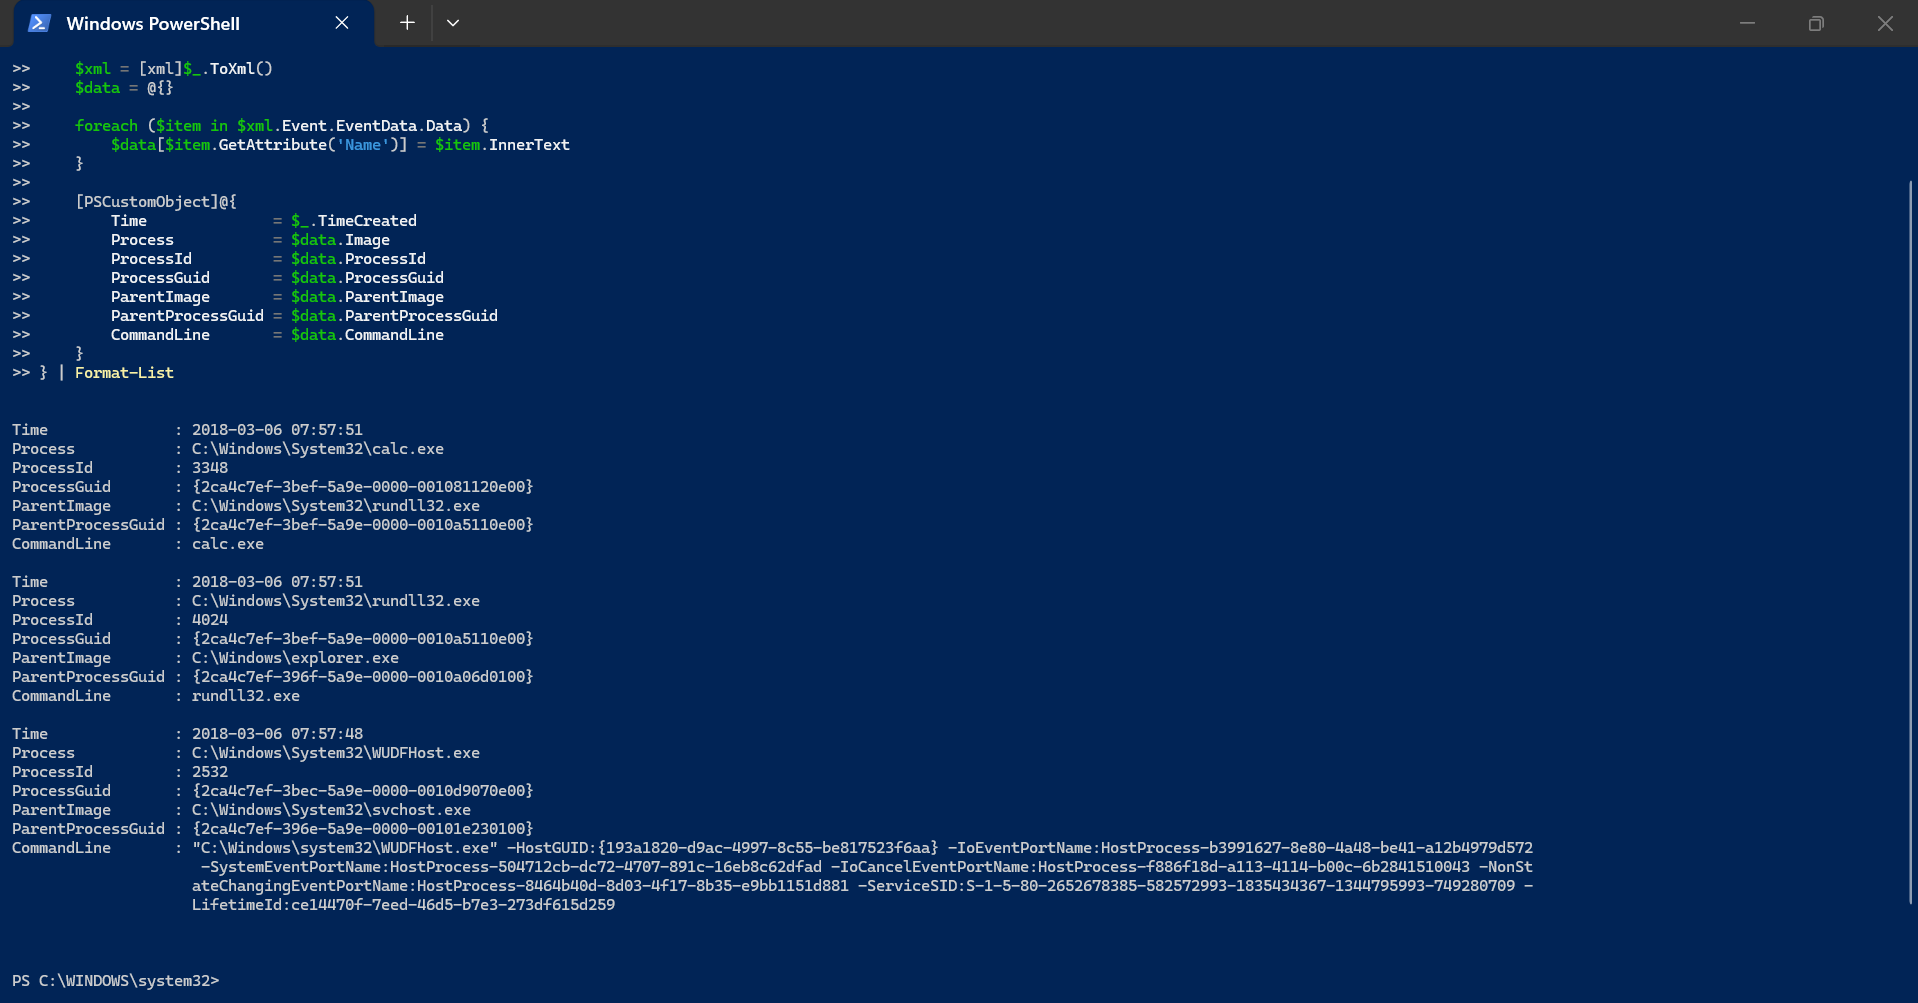 Windows PowerShell
>>     $xml = [xml]$_.ToXml()
>>     $data = @{}
>>
>>     foreach ($item in $xml.Event.EventData.Data) {
>>         $data[$item.GetAttribute('Name')] = $item.InnerText
>>     }
>>
>>     [PSCustomObject]@{
>>         Time              = $_.TimeCreated
>>         Process           = $data.Image
>>         ProcessId         = $data.ProcessId
>>         ProcessGuid       = $data.ProcessGuid
>>         ParentImage       = $data.ParentImage
>>         ParentProcessGuid = $data.ParentProcessGuid
>>         CommandLine       = $data.CommandLine
>>     }
>> } | Format-List
Time              : 2018-03-06 07:57:51
Process           : C:\Windows\System32\calc.exe
ProcessId         : 3348
ProcessGuid       : {2ca4c7ef-3bef-5a9e-0000-001081120e00}
ParentImage       : C:\Windows\System32\rundll32.exe
ParentProcessGuid : {2ca4c7ef-3bef-5a9e-0000-0010a5110e00}
CommandLine       : calc.exe
Time              : 2018-03-06 07:57:51
Process           : C:\Windows\System32\rundll32.exe
ProcessId         : 4024
ProcessGuid       : {2ca4c7ef-3bef-5a9e-0000-0010a5110e00}
ParentImage       : C:\Windows\explorer.exe
ParentProcessGuid : {2ca4c7ef-396f-5a9e-0000-0010a06d0100}
CommandLine       : rundll32.exe
Time              : 2018-03-06 07:57:48
Process           : C:\Windows\System32\WUDFHost.exe
ProcessId         : 2532
ProcessGuid       : {2ca4c7ef-3bec-5a9e-0000-0010d9070e00}
ParentImage       : C:\Windows\System32\svchost.exe
ParentProcessGuid : {2ca4c7ef-396e-5a9e-0000-00101e230100}
CommandLine       : "C:\Windows\system32\WUDFHost.exe" -HostGUID:{193a1820-d9ac-4997-8c55-be817523f6aa} -IoEventPortName:HostProcess-b3991627-8e80-4a48-be41-a12b4979d572
                     -SystemEventPortName:HostProcess-504712cb-dc72-4707-891c-16eb8c62dfad -IoCancelEventPortName:HostProcess-f886f18d-a113-4114-b00c-6b2841510043 -NonSt
                    ateChangingEventPortName:HostProcess-8464b40d-8d03-4f17-8b35-e9bb1151d881 -ServiceSID:S-1-5-80-2652678385-582572993-1835434367-1344795993-749280709 -
                    LifetimeId:ce14470f-7eed-46d5-b7e3-273df615d259
PS C:\WINDOWS\system32>